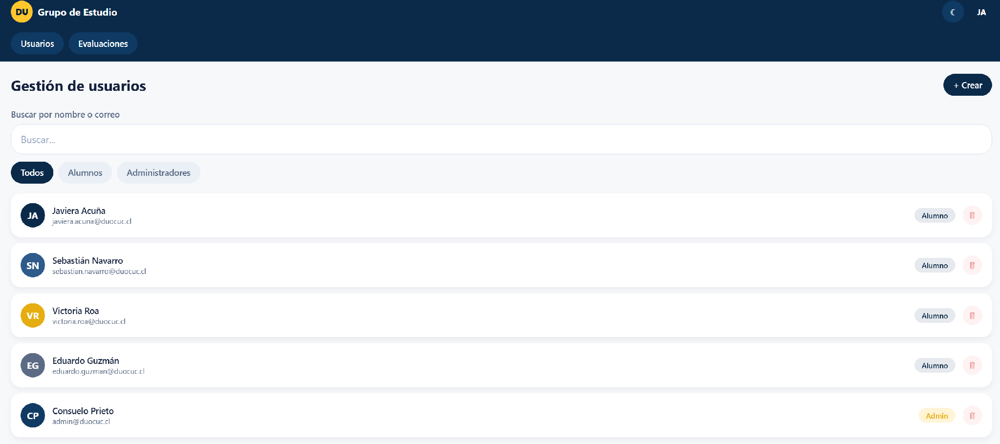 DU Grupo de Estudio
JA
Usuarios Evaluaciones
Gestión de usuarios
+ Crear
Buscar por nombre o correo
Buscar...
Todos Alumnos Administradores
JA Javiera Acuña
javiera.acuna@duocuc.cl
Alumno
SN Sebastián Navarro
sebastian.navarro@duocuc.cl
Alumno
VR Victoria Roa
victoria.roa@duocuc.cl
Alumno
EG Eduardo Guzmán
eduardo.guzman@duocuc.cl
Alumno
CP Consuelo Prieto
admin@duocuc.cl
Admin